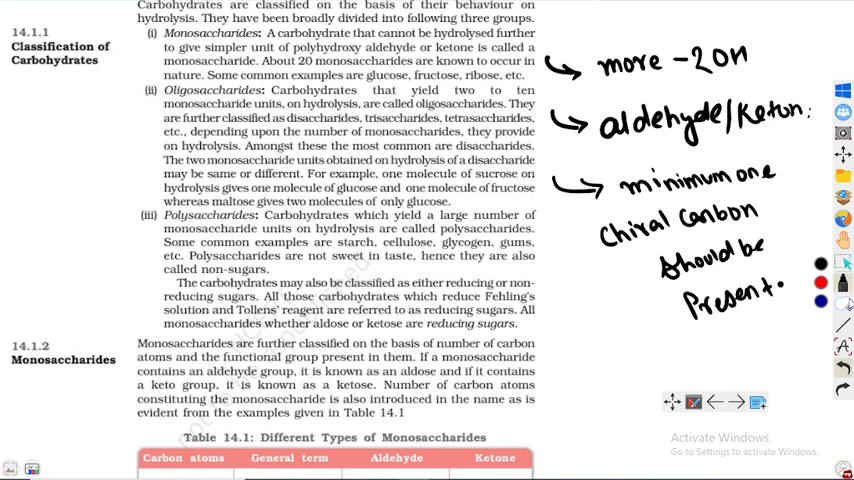 Carbohydrates are classified on the basis of their behaviour on
hydrolysis. They have been broadly divided into following three groups.
14.1.1
Classification of
Carbohydrates
(i) Monosaccharides: A carbohydrate that cannot be hydrolysed further
to give simpler unit of polyhydroxy aldehyde or ketone is called a
monosaccharide. About 20 monosaccharides are known to occur in
nature. Some common examples are glucose, fructose, ribose, etc.
(ii) Oligosaccharides: Carbohydrates that yield two to ten
monosaccharide units, on hydrolysis, are called oligosaccharides. They
are further classified as disaccharides, trisaccharides, tetrasaccharides,
etc., depending upon the number of monosaccharides, they provide
on hydrolysis. Amongst these the most common are disaccharides.
The two monosaccharide units obtained on hydrolysis of a disaccharide
may be same or different. For example, one molecule of sucrose on
hydrolysis gives one molecule of glucose and one molecule of fructose
whereas maltose gives two molecules of only glucose.
(iii) Polysaccharides: Carbohydrates which yield a large number of
monosaccharide units on hydrolysis are called polysaccharides.
Some common examples are starch, cellulose, glycogen, gums,
etc. Polysaccharides are not sweet in taste, hence they are also
called non-sugars.
The carbohydrates may also be classified as either reducing or non-
reducing sugars. All those carbohydrates which reduce Fehling's
solution and Tollens' reagent are referred to as reducing sugars. All
monosaccharides whether aldose or ketose are reducing sugars.
14.1.2
Monosaccharides
Monosaccharides are further classified on the basis of number of carbon
atoms and the functional group present in them. If a monosaccharide
contains an aldehyde group, it is known as an aldose and if it contains
a keto group, it is known as a ketose. Number of carbon atoms
constituting the monosaccharide is also introduced in the name as is
evident from the examples given in Table 14.1
Table 14.1: Different Types of Monosaccharides
Carbon atoms General term Aldehyde Ketone
more -2OH
aldehyde/Keton:
minimum one
Chiral Carbon
Should be
Present.
Activate Windows
Go to Settings to activate Windows.